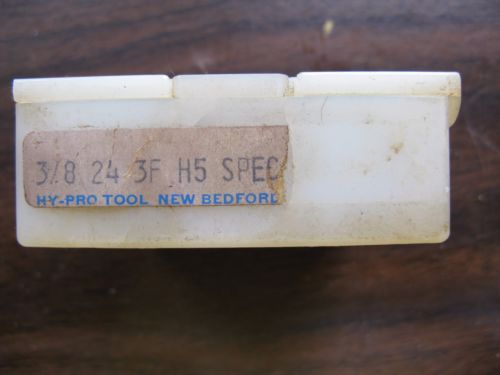 3/8 24 3F H5 SPEC
HY-PRO TOOL NEW BEDFORD